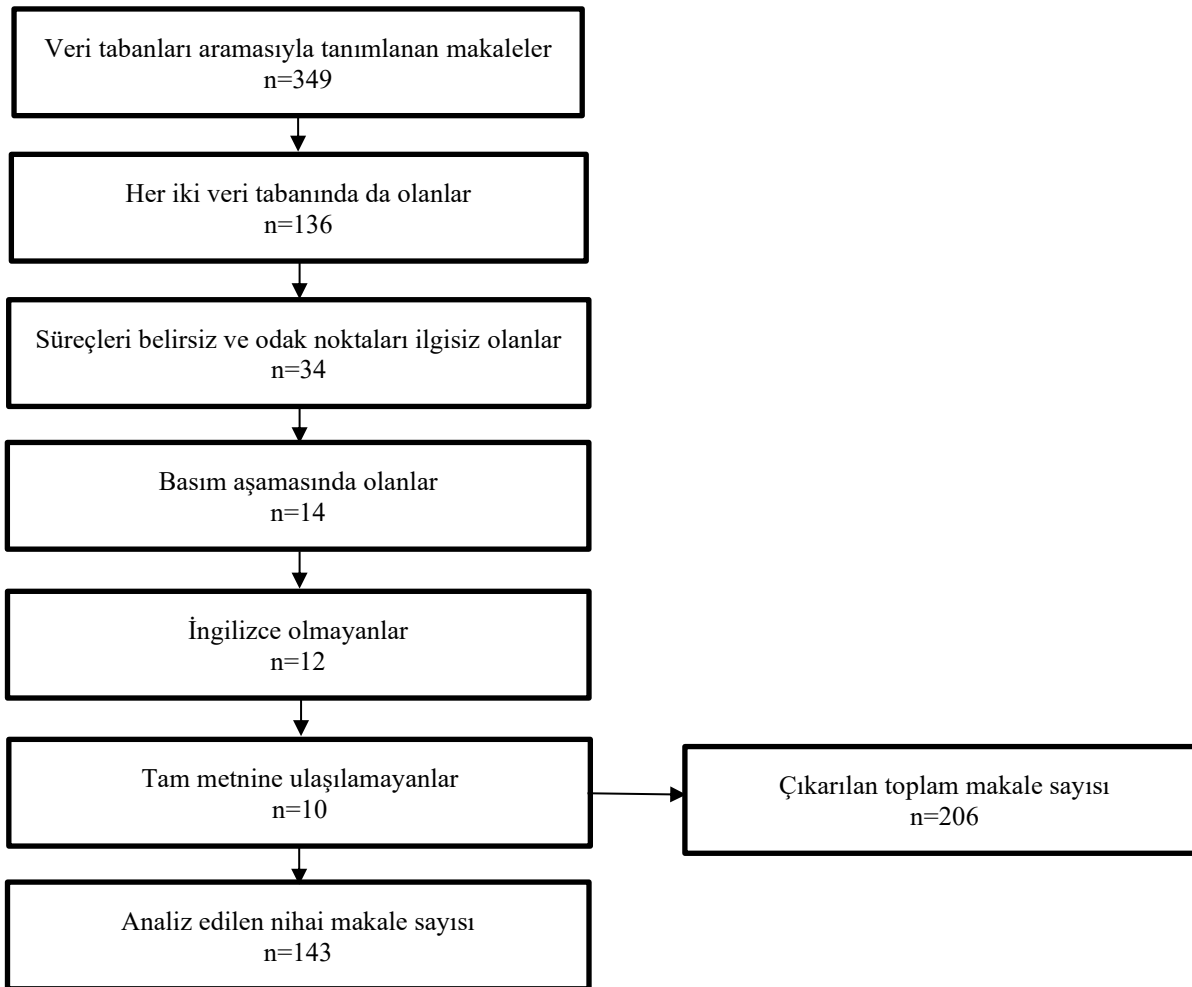 Veri tabanları aramasıyla tanımlanan makaleler
n=349
Her iki veri tabanında da olanlar
n=136
Süreçleri belirsiz ve odak noktaları ilgisiz olanlar
n=34
Basım aşamasında olanlar
n=14
İngilizce olmayanlar
n=12
Tam metnine ulaşılamayanlar
n=10
Çıkarılan toplam makale sayısı
n=206
Analiz edilen nihai makale sayısı
n=143